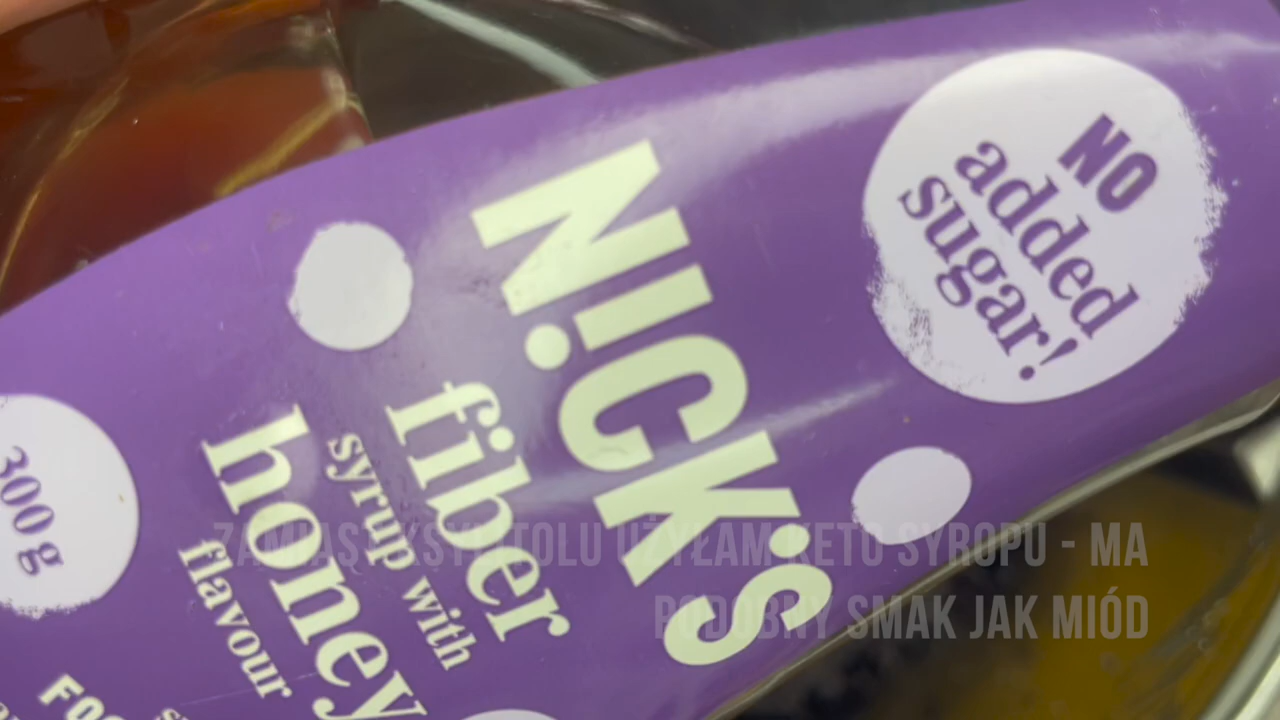 NO
added
sugar!
N!CK's
fiber
syrup with
honey
flavour
300 g
ZAMIAST KSYLITOLU UŻYŁAM KETO SYROPU - MA
PODOBNY SMAK JAK MIÓD